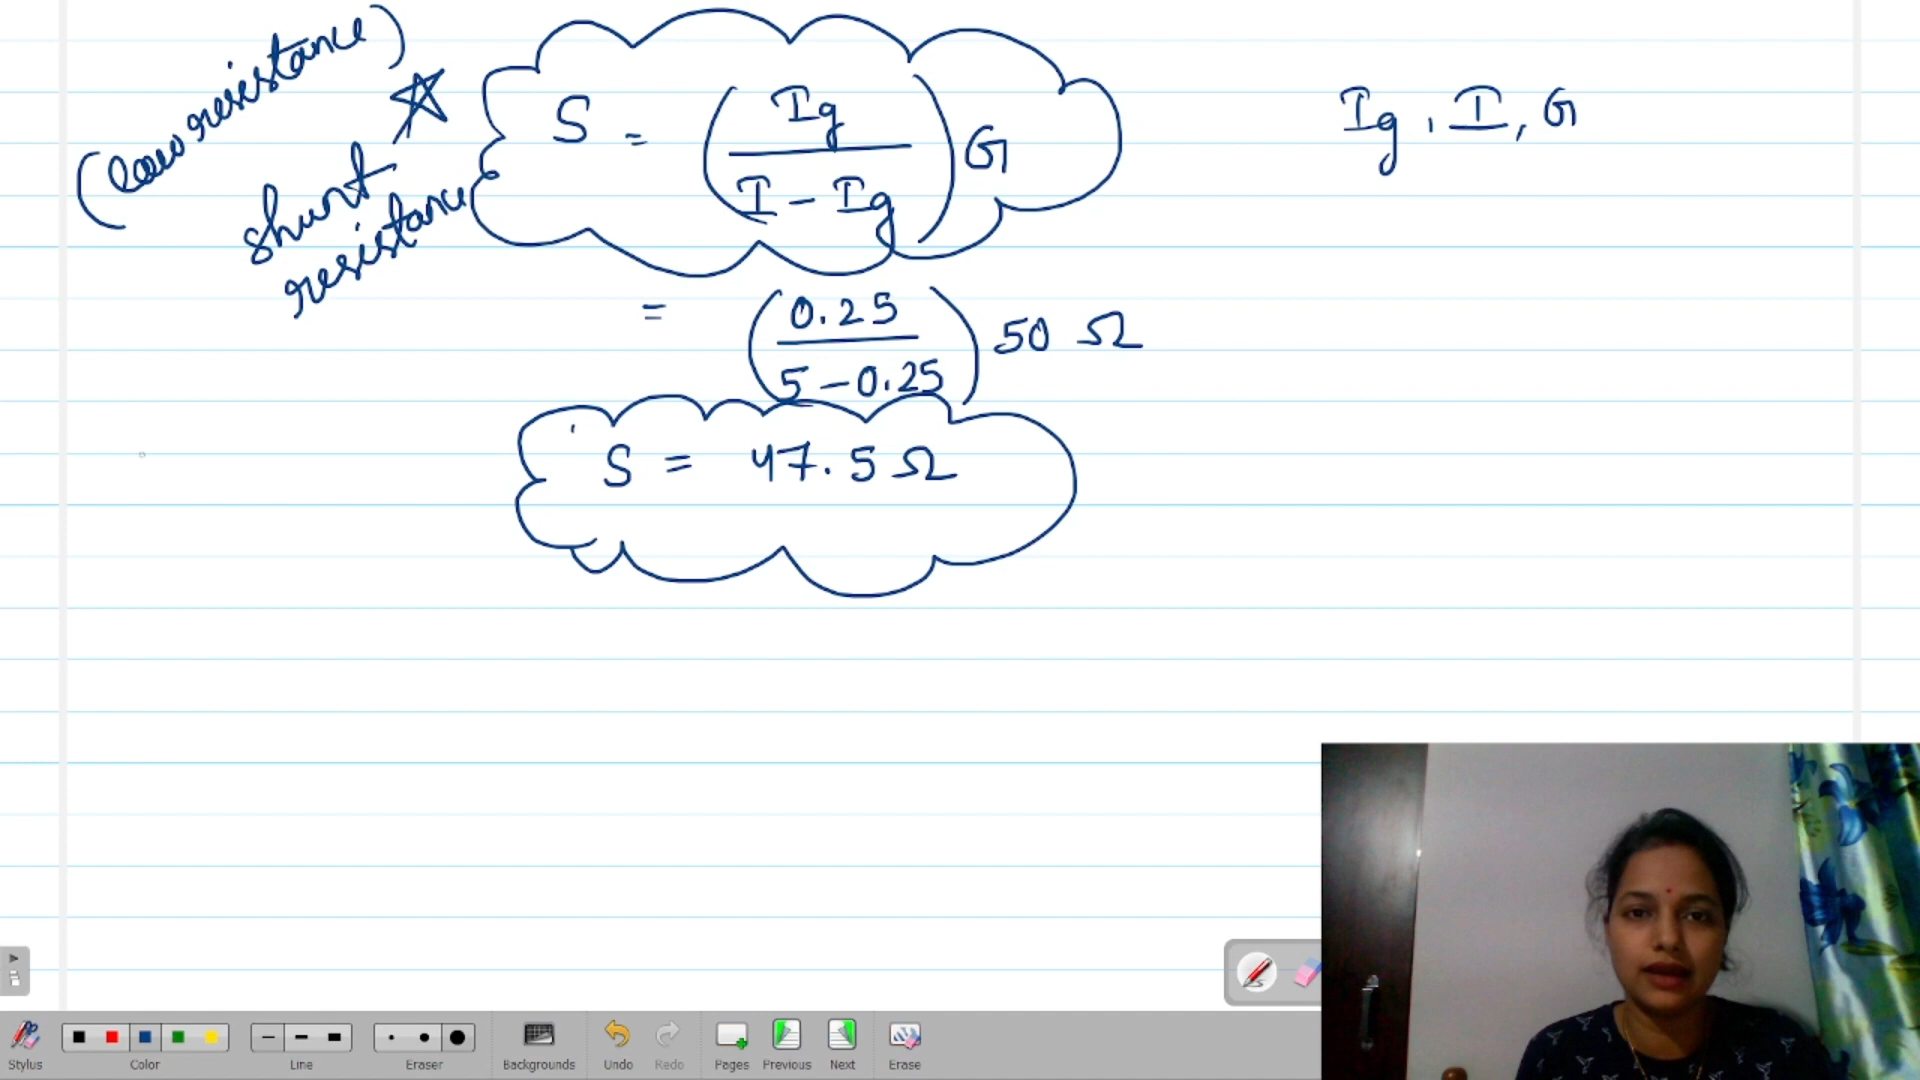 (low resistance)
shunt
resistance
S = (Ig / I - Ig) G
Ig, I, G
= (0.25 / 5 - 0.25) 50 Ω
S = 47.5 Ω
Stylus
Color
Line
Eraser
Backgrounds
Undo
Redo
Pages
Previous
Next
Erase